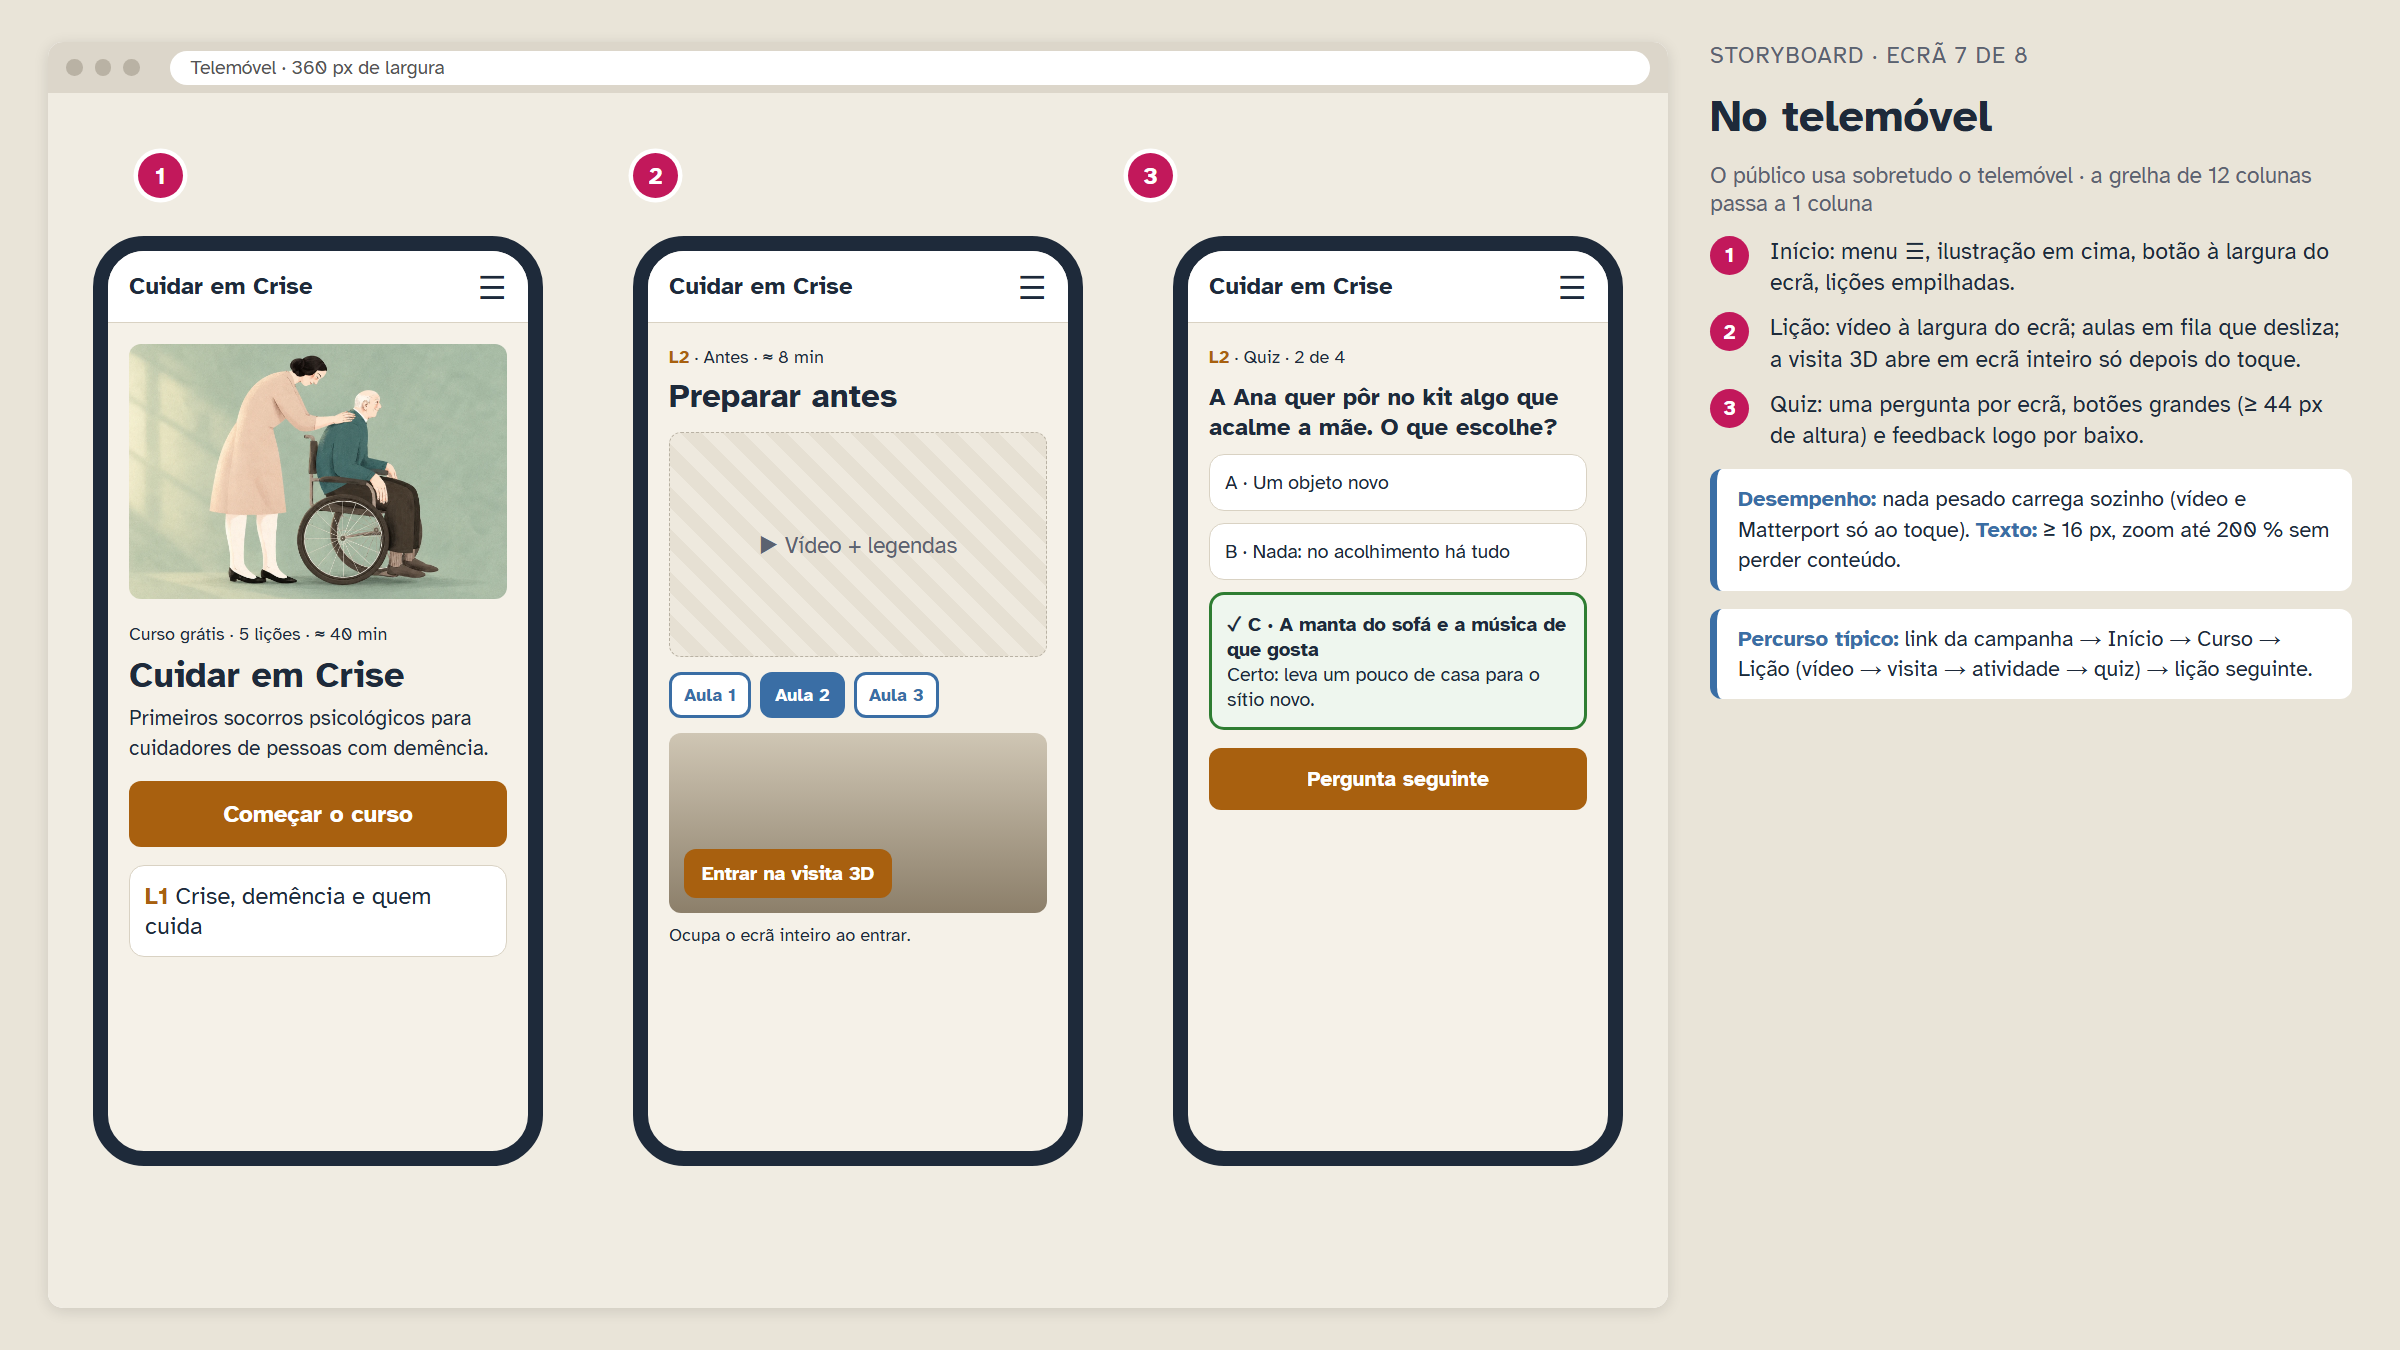 Telemóvel · 360 px de largura
1
2
3
Cuidar em Crise
Curso grátis · 5 lições · ≈ 40 min
Cuidar em Crise
Primeiros socorros psicológicos para
cuidadores de pessoas com demência.
Começar o curso
L1 Crise, demência e quem
cuida
Cuidar em Crise
L2 · Antes · ≈ 8 min
Preparar antes
▶ Vídeo + legendas
Aula 1
Aula 2
Aula 3
Entrar na visita 3D
Ocupa o ecrã inteiro ao entrar.
Cuidar em Crise
L2 · Quiz · 2 de 4
A Ana quer pôr no kit algo que
acalme a mãe. O que escolhe?
A · Um objeto novo
B · Nada: no acolhimento há tudo
✓ C · A manta do sofá e a música de
que gosta
Certo: leva um pouco de casa para o
sítio novo.
Pergunta seguinte
STORYBOARD · ECRÃ 7 DE 8
No telemóvel
O público usa sobretudo o telemóvel · a grelha de 12 colunas
passa a 1 coluna
1 Início: menu ☰, ilustração em cima, botão à largura do
ecrã, lições empilhadas.
2 Lição: vídeo à largura do ecrã; aulas em fila que desliza;
a visita 3D abre em ecrã inteiro só depois do toque.
3 Quiz: uma pergunta por ecrã, botões grandes (≥ 44 px
de altura) e feedback logo por baixo.
Desempenho: nada pesado carrega sozinho (vídeo e
Matterport só ao toque). Texto: ≥ 16 px, zoom até 200 % sem
perder conteúdo.
Percurso típico: link da campanha → Início → Curso →
Lição (vídeo → visita → atividade → quiz) → lição seguinte.